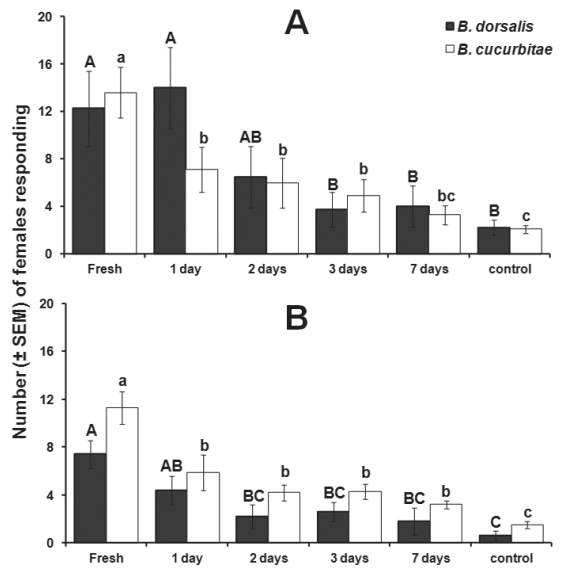 A
B. dorsalis
B. cucurbitae
Number (± SEM) of females responding
20
16
12
8
4
0
A a A b AB b B b B bc B c
Fresh 1 day 2 days 3 days 7 days control
B
20
16
12
8
4
0
A a AB b BC b BC b BC b C c
Fresh 1 day 2 days 3 days 7 days control